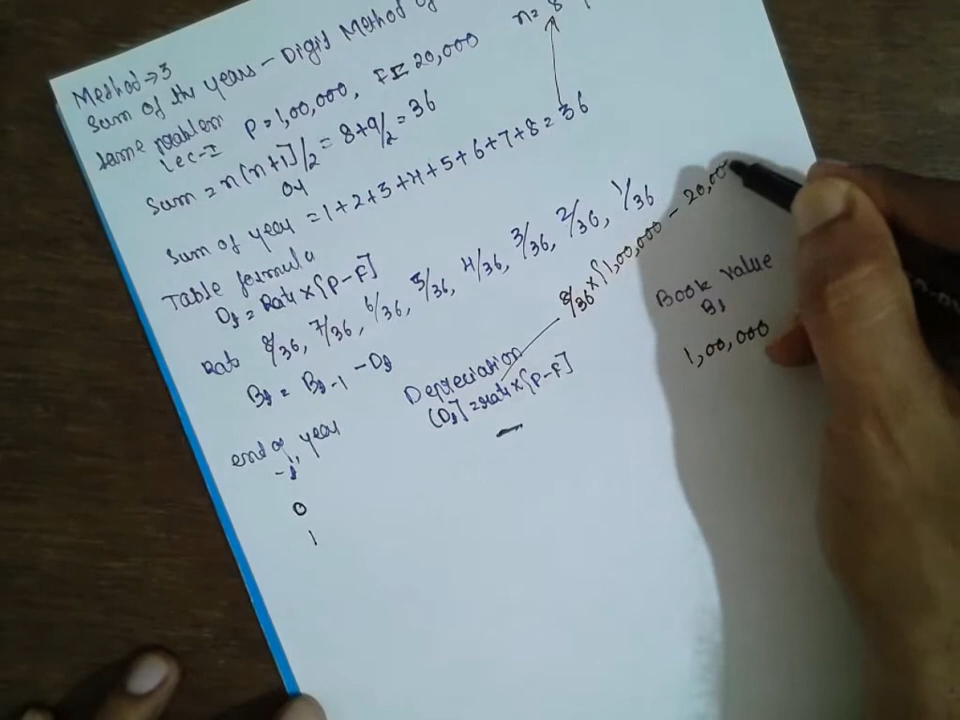 Method → 3
Sum of the years - Digit Method of
same problem
Lec-I P = 1,00,000, F = 20,000 n = 8
Sum = n(n+1)/2 = 8*9/2 = 36
or
Sum of year = 1+2+3+4+5+6+7+8 = 36
Table formula
Dt = Rate × [P-F]
Rate 8/36, 7/36, 6/36, 5/36, 4/36, 3/36, 2/36, 1/36
Bt = Bt-1 - Dt
8/36 × [1,00,000 - 20,000
end of year
-t
Depreciation
[Dt] = rate × [P-F]
Book value
Bt
0 — 1,00,000
1